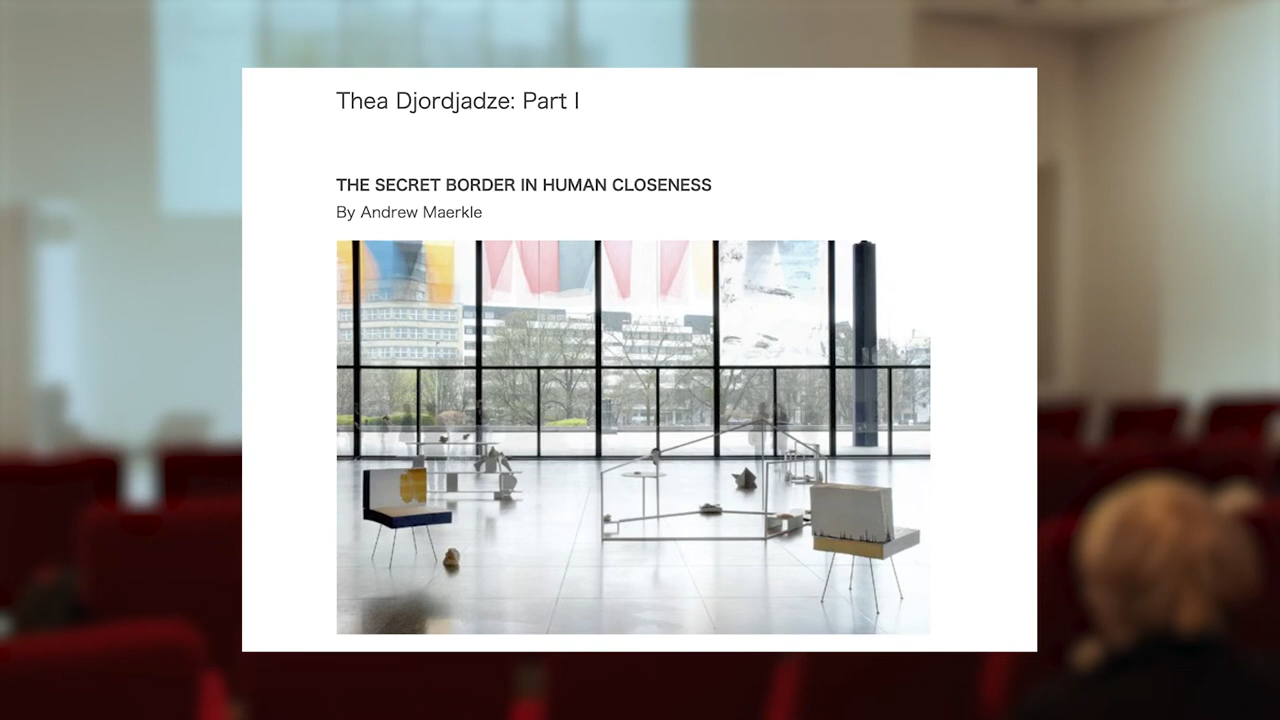 Thea Djordjadze: Part I
THE SECRET BORDER IN HUMAN CLOSENESS
By Andrew Maerkle